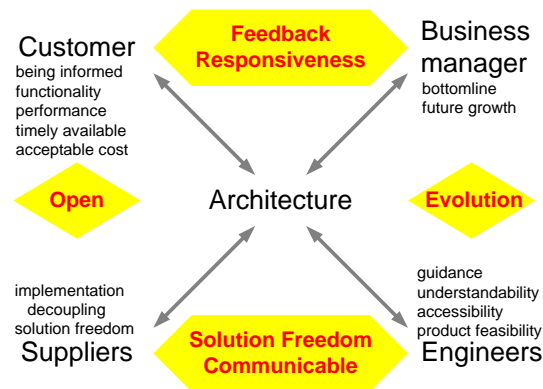 Customer
being informed
functionality
performance
timely available
acceptable cost
Feedback
Responsiveness
Business
manager
bottomline
future growth
Open
Architecture
Evolution
implementation
decoupling
solution freedom
Suppliers
Solution Freedom
Communicable
guidance
understandability
accessibility
product feasibility
Engineers